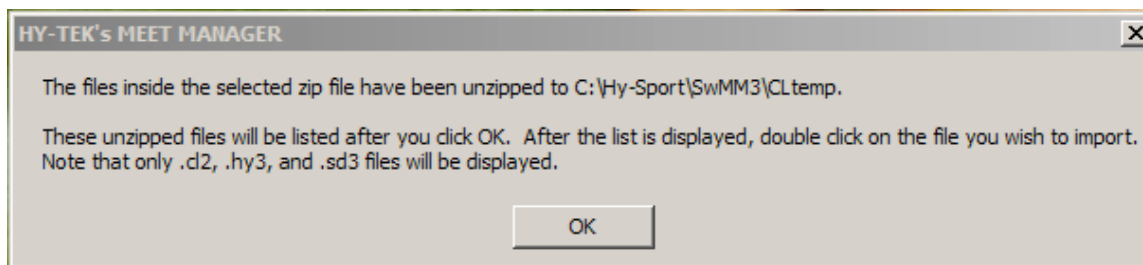 HY-TEK's MEET MANAGER
The files inside the selected zip file have been unzipped to C:\Hy-Sport\SwMM3\CLtemp.
These unzipped files will be listed after you click OK.  After the list is displayed, double click on the file you wish to import.
Note that only .cl2, .hy3, and .sd3 files will be displayed.
OK